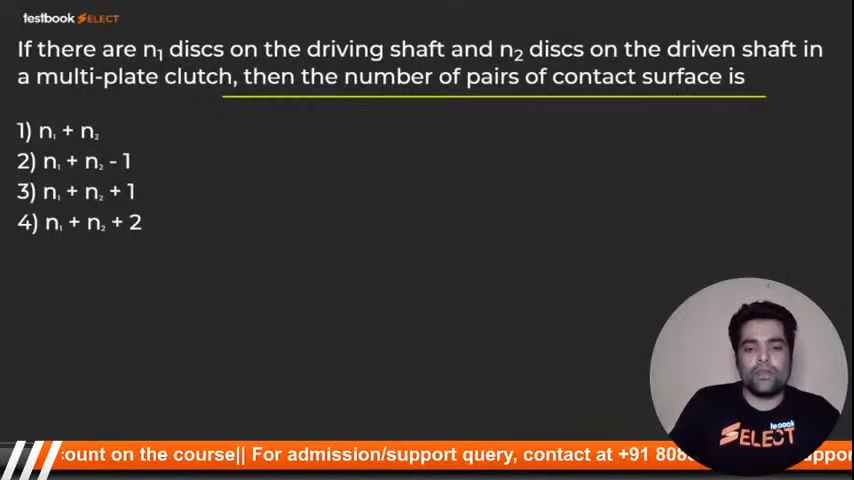 testbook SELECT
If there are n₁ discs on the driving shaft and n₂ discs on the driven shaft in
a multi-plate clutch, then the number of pairs of contact surface is
1) n₁ + n₂
2) n₁ + n₂ - 1
3) n₁ + n₂ + 1
4) n₁ + n₂ + 2
testbook
SELECT
count on the course|| For admission/support query, contact at +91 808